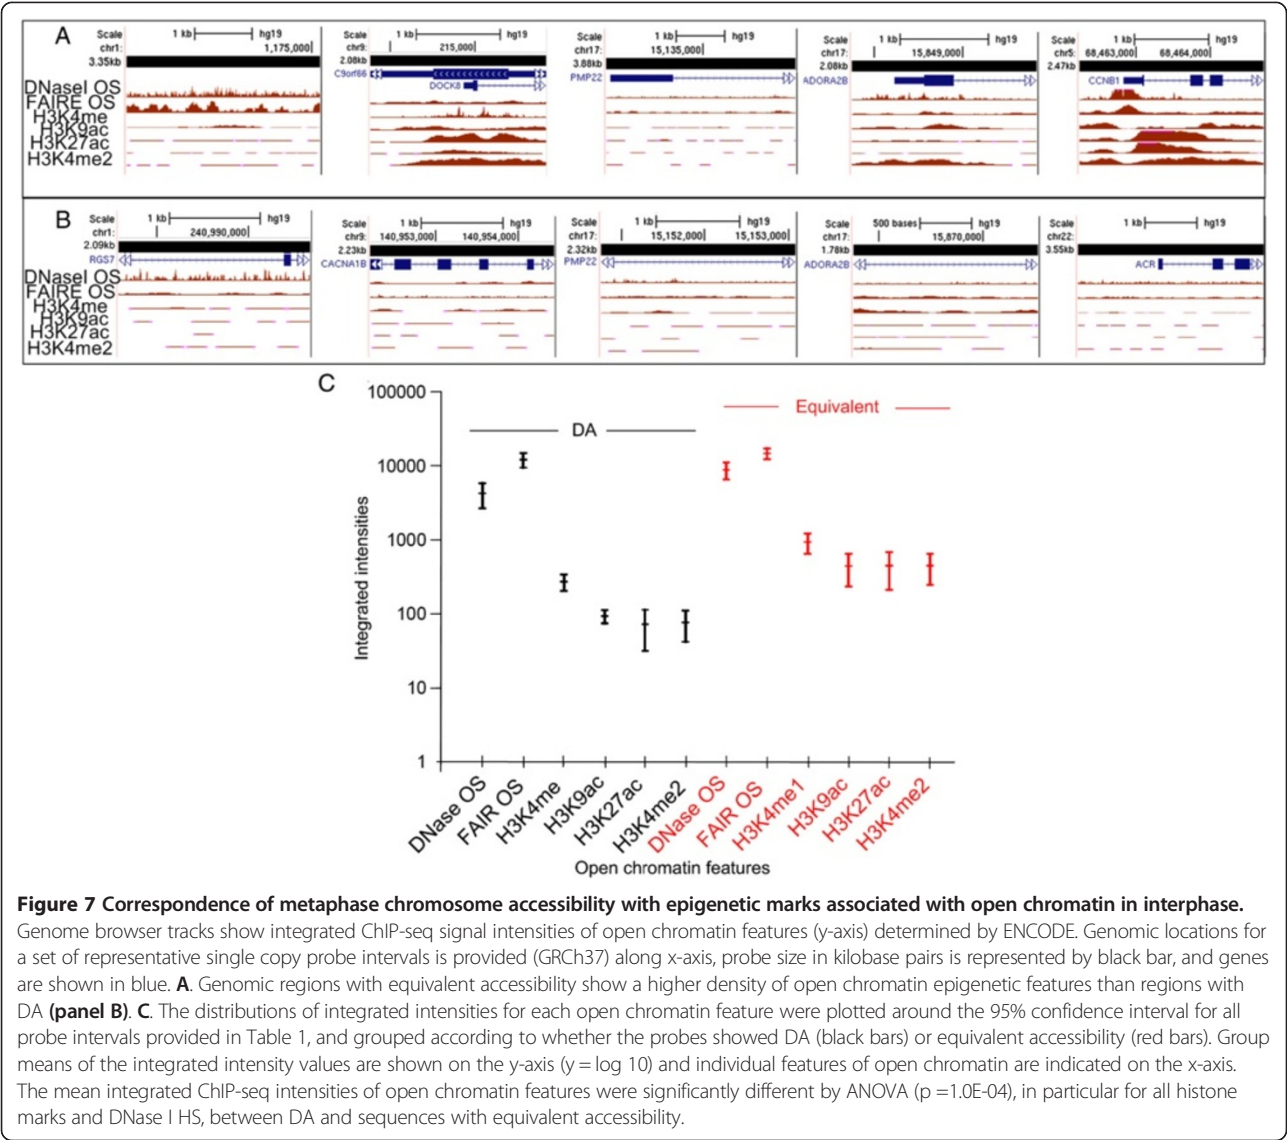 A
Scale 1 kb hg19
chr1: 1,175,000
3.35kb
Scale 1 kb hg19
chr9: 215,000
2.08kb
C9orf66
DOCK8
Scale 1 kb hg19
chr17: 15,135,000
3.88kb
PMP22
Scale 1 kb hg19
chr17: 15,849,000
2.08kb
ADORA2B
Scale 1 kb hg19
chr5: 68,463,000 68,464,000
2.47kb
CCNB1
DNaseI OS
FAIRE OS
H3K4me
H3K9ac
H3K27ac
H3K4me2
B
Scale 1 kb hg19
chr1: 240,990,000
2.09kb
RGS7
Scale 1 kb hg19
chr9: 140,953,000 140,954,000
2.23kb
CACNA1B
Scale 1 kb hg19
chr17: 15,152,000 15,153,000
2.32kb
PMP22
Scale 500 bases hg19
chr17: 15,870,000
1.78kb
ADORA2B
Scale 1 kb hg19
chr22:
3.55kb
ACR
DNaseI OS
FAIRE OS
H3K4me
H3K9ac
H3K27ac
H3K4me2
C
100000
10000
1000
100
10
1
Integrated intensities
DA
Equivalent
DNase OS
FAIR OS
H3K4me
H3K9ac
H3K27ac
H3K4me2
DNase OS
FAIR OS
H3K4me1
H3K9ac
H3K27ac
H3K4me2
Open chromatin features
Figure 7 Correspondence of metaphase chromosome accessibility with epigenetic marks associated with open chromatin in interphase.
Genome browser tracks show integrated ChIP-seq signal intensities of open chromatin features (y-axis) determined by ENCODE. Genomic locations for
a set of representative single copy probe intervals is provided (GRCh37) along x-axis, probe size in kilobase pairs is represented by black bar, and genes
are shown in blue. A. Genomic regions with equivalent accessibility show a higher density of open chromatin epigenetic features than regions with
DA (panel B). C. The distributions of integrated intensities for each open chromatin feature were plotted around the 95% confidence interval for all
probe intervals provided in Table 1, and grouped according to whether the probes showed DA (black bars) or equivalent accessibility (red bars). Group
means of the integrated intensity values are shown on the y-axis (y = log 10) and individual features of open chromatin are indicated on the x-axis.
The mean integrated ChIP-seq intensities of open chromatin features were significantly different by ANOVA (p =1.0E-04), in particular for all histone
marks and DNase I HS, between DA and sequences with equivalent accessibility.